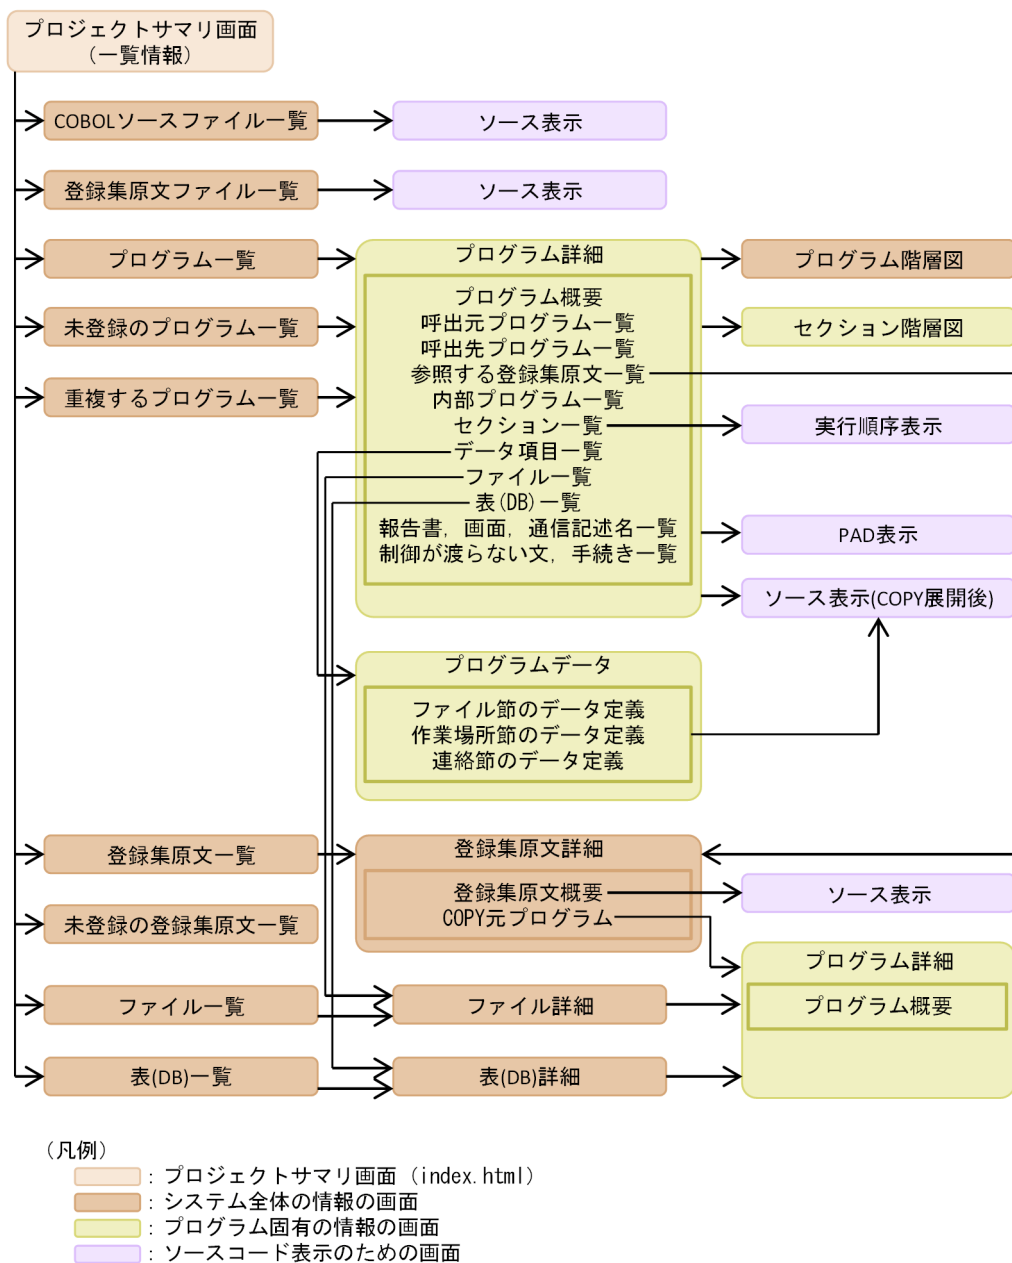 プロジェクトサマリ画面
（一覧情報）
COBOLソースファイル一覧
ソース表示
登録集原文ファイル一覧
ソース表示
プログラム一覧
プログラム詳細
プログラム階層図
プログラム概要
未登録のプログラム一覧
呼出元プログラム一覧
セクション階層図
呼出先プログラム一覧
参照する登録集原文一覧
重複するプログラム一覧
内部プログラム一覧
セクション一覧
実行順序表示
データ項目一覧
ファイル一覧
表(DB)一覧
報告書，画面，通信記述名一覧
PAD表示
制御が渡らない文，手続き一覧
ソース表示(COPY展開後)
プログラムデータ
ファイル節のデータ定義
作業場所節のデータ定義
連絡節のデータ定義
登録集原文一覧
登録集原文詳細
登録集原文概要
ソース表示
COPY元プログラム
未登録の登録集原文一覧
プログラム詳細
ファイル一覧
ファイル詳細
プログラム概要
表(DB)一覧
表(DB)詳細
（凡例）
：プロジェクトサマリ画面（index.html）
：システム全体の情報の画面
：プログラム固有の情報の画面
：ソースコード表示のための画面